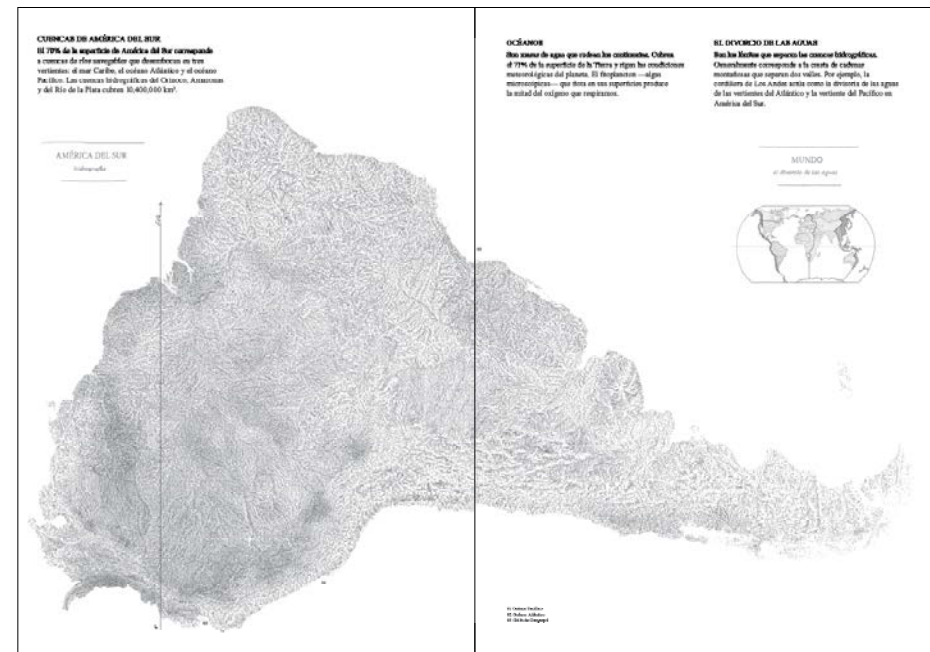 CUENCAS DE AMÉRICA DEL SUR
El 70% de la superficie de América del Sur corresponde
a cuencas de ríos navegables que desembocan en tres
vertientes: el mar Caribe, el océano Atlántico y el océano
Pacífico. Las cuencas hidrográficas del Orinoco, Amazonas
y del Río de la Plata cubren 10,400,000 km².
AMÉRICA DEL SUR
OCÉANOS
Son masas de agua que rodean los continentes. Cubren
el 71% de la superficie de la Tierra y rigen las condiciones
meteorológicas del planeta. El fitoplancton —algas
microscópicas— que flota en sus superficies produce
la mitad del oxígeno que respiramos.
EL DIVORCIO DE LAS AGUAS
Son los límites que separan las cuencas hidrográficas.
Generalmente corresponde a la cresta de cadenas
montañosas que separan dos valles. Por ejemplo, la
cordillera de Los Andes actúa como la divisoria de las aguas
de las vertientes del Atlántico y la vertiente del Pacífico en
América del Sur.
MUNDO
el divorcio de las aguas
01 Océano Pacífico
02 Océano Atlántico